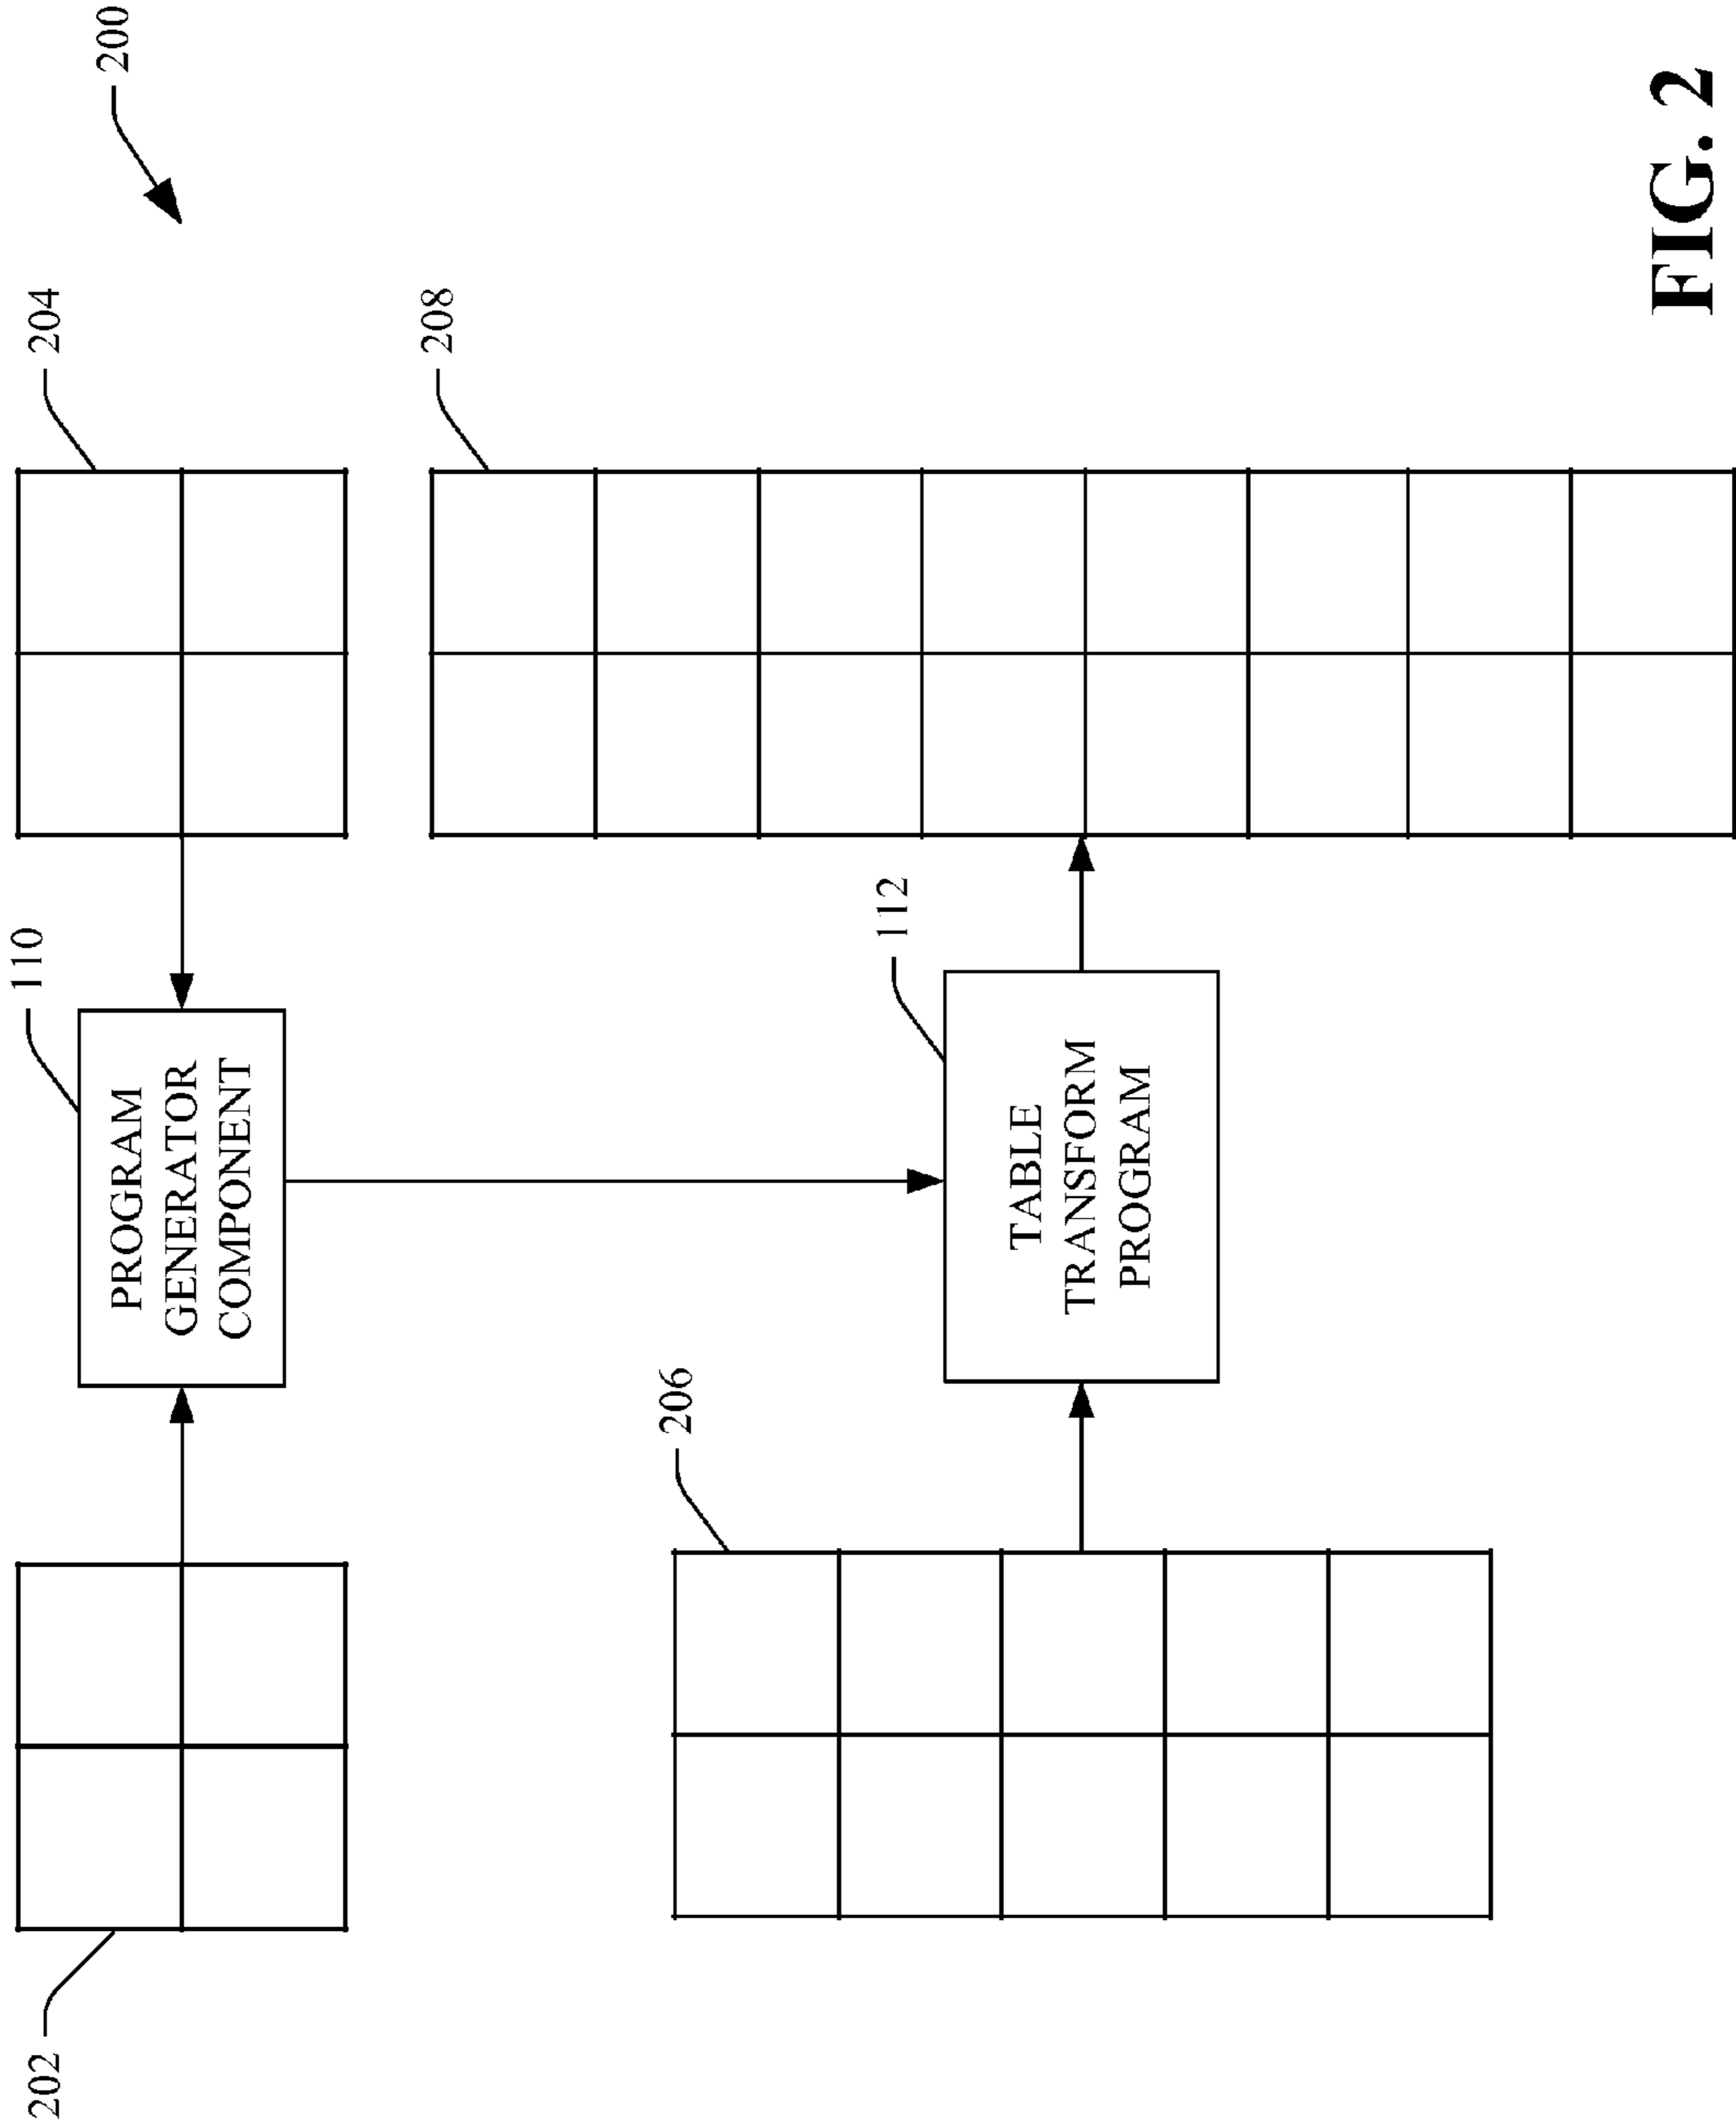 200
202
204
110
PROGRAM
GENERATOR
COMPONENT
208
206
112
TABLE
TRANSFORM
PROGRAM
FIG. 2